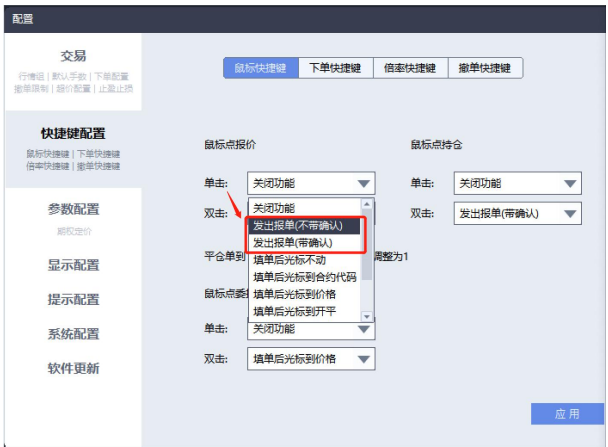 配置
交易
行情组 | 默认手数 | 下单配置
撤单限制 | 超价配置 | 止盈止损
快捷键配置
鼠标快捷键 | 下单快捷键
倍率快捷键 | 撤单快捷键
参数配置
期权定价
显示配置
提示配置
系统配置
软件更新
鼠标快捷键 下单快捷键 倍率快捷键 撤单快捷键
鼠标点报价 鼠标点持仓
单击: 关闭功能 单击: 关闭功能
双击: 双击: 发出报单(带确认)
关闭功能
发出报单(不带确认)
发出报单(带确认)
平仓单到 填单后光标不动 调整为1
填单后光标到合约代码
鼠标点委 填单后光标到价格
填单后光标到开平
单击: 关闭功能
双击: 填单后光标到价格
应用